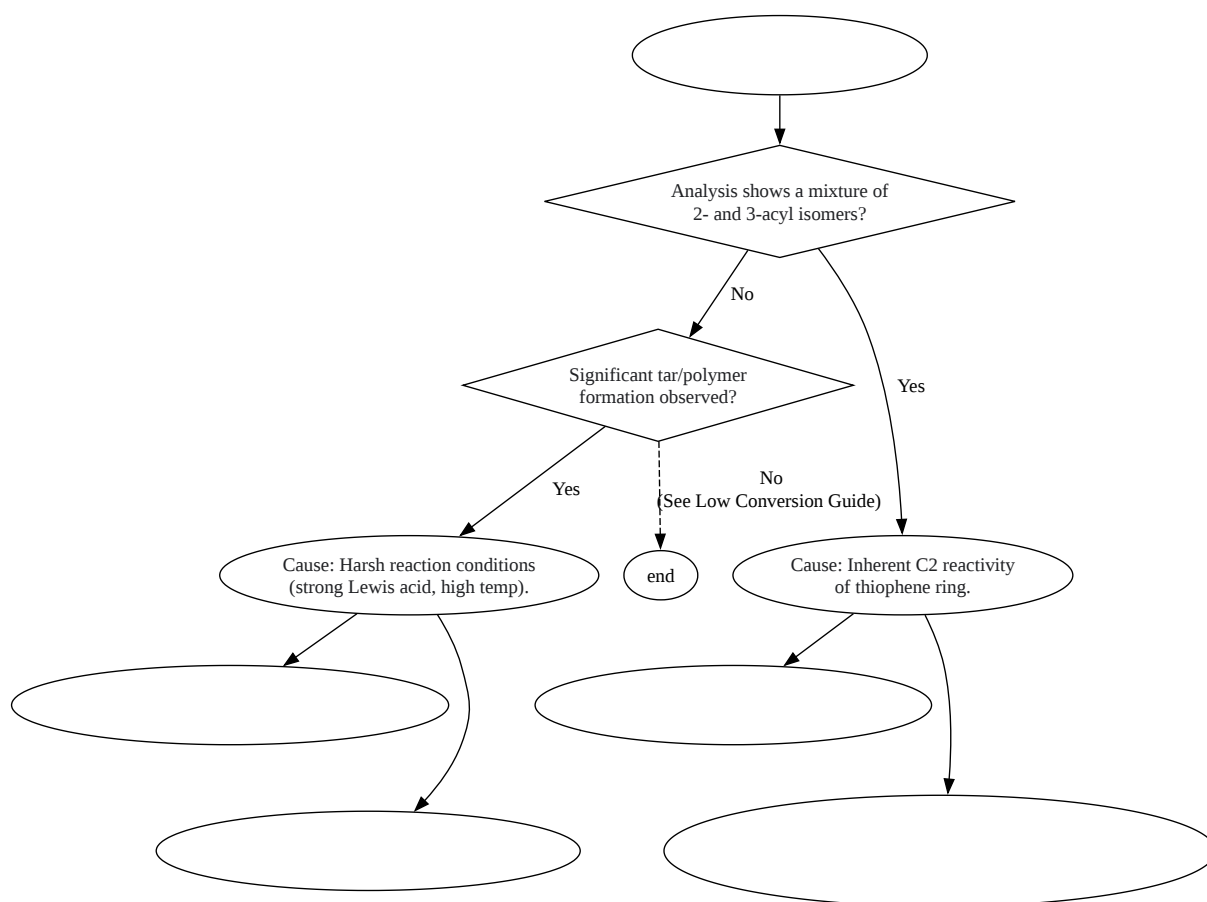 Analysis shows a mixture of
2- and 3-acyl isomers?
No
Significant tar/polymer
formation observed?
Yes
Yes
No
(See Low Conversion Guide)
Cause: Harsh reaction conditions
(strong Lewis acid, high temp).
end
Cause: Inherent C2 reactivity
of thiophene ring.